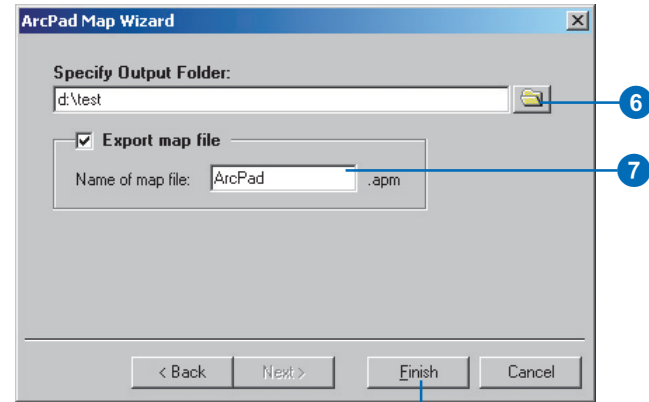 ArcPad Map Wizard
Specify Output Folder:
d:\test
6
Export map file
7
Name of map file: ArcPad .apm
< Back Next > Finish Cancel